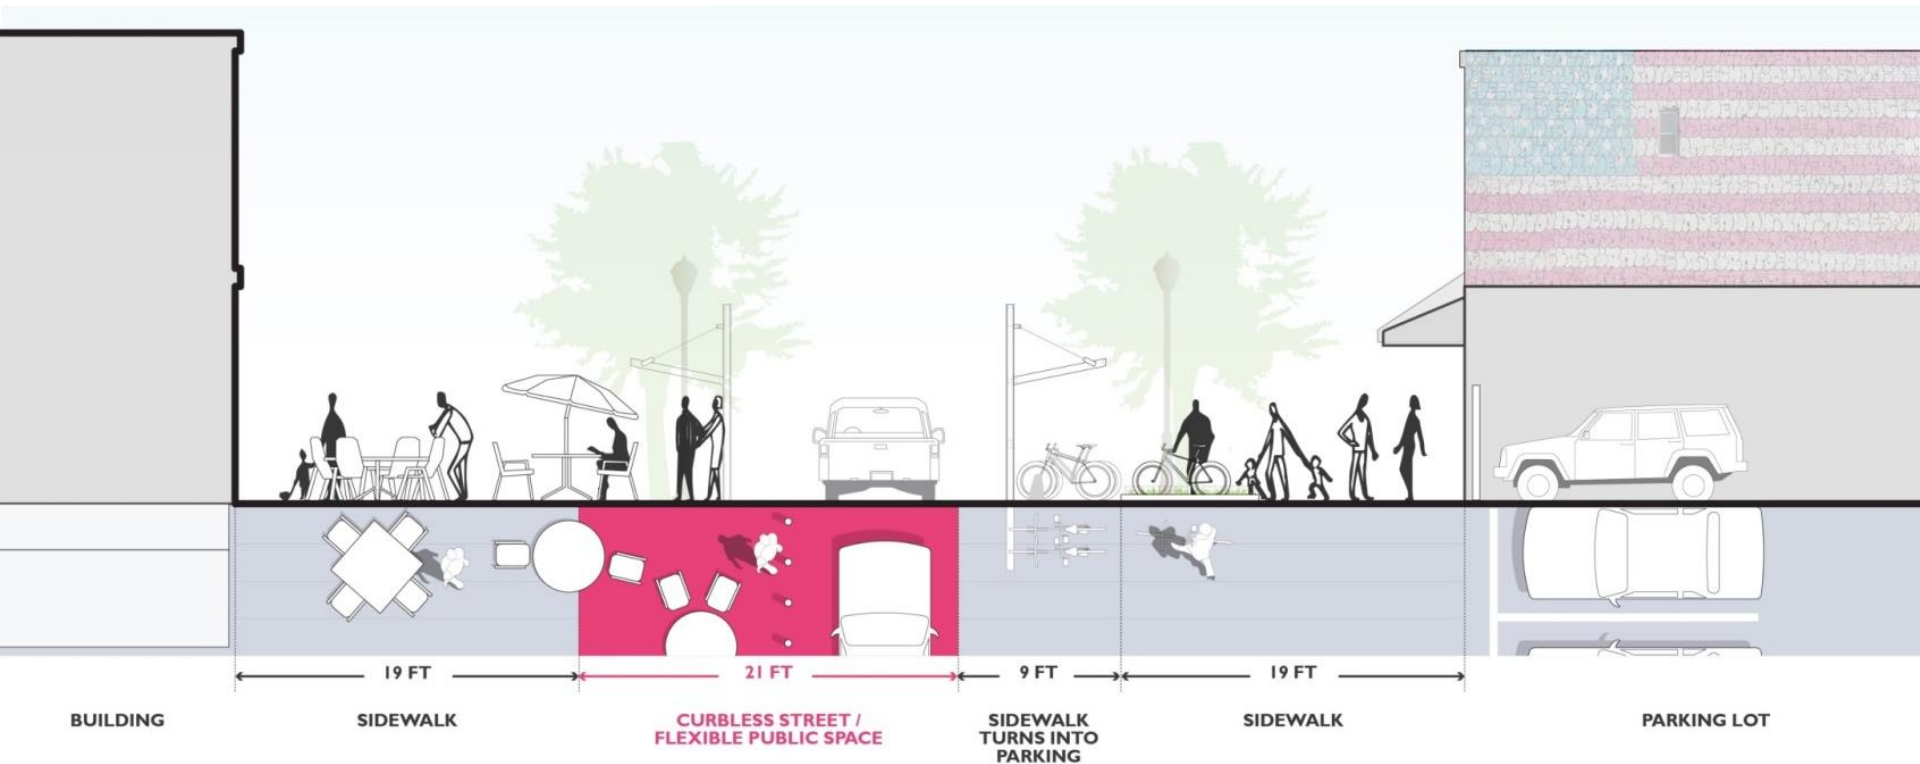 19 FT
21 FT
9 FT
19 FT
BUILDING
SIDEWALK
CURBLESS STREET /
FLEXIBLE PUBLIC SPACE
SIDEWALK
TURNS INTO
PARKING
SIDEWALK
PARKING LOT